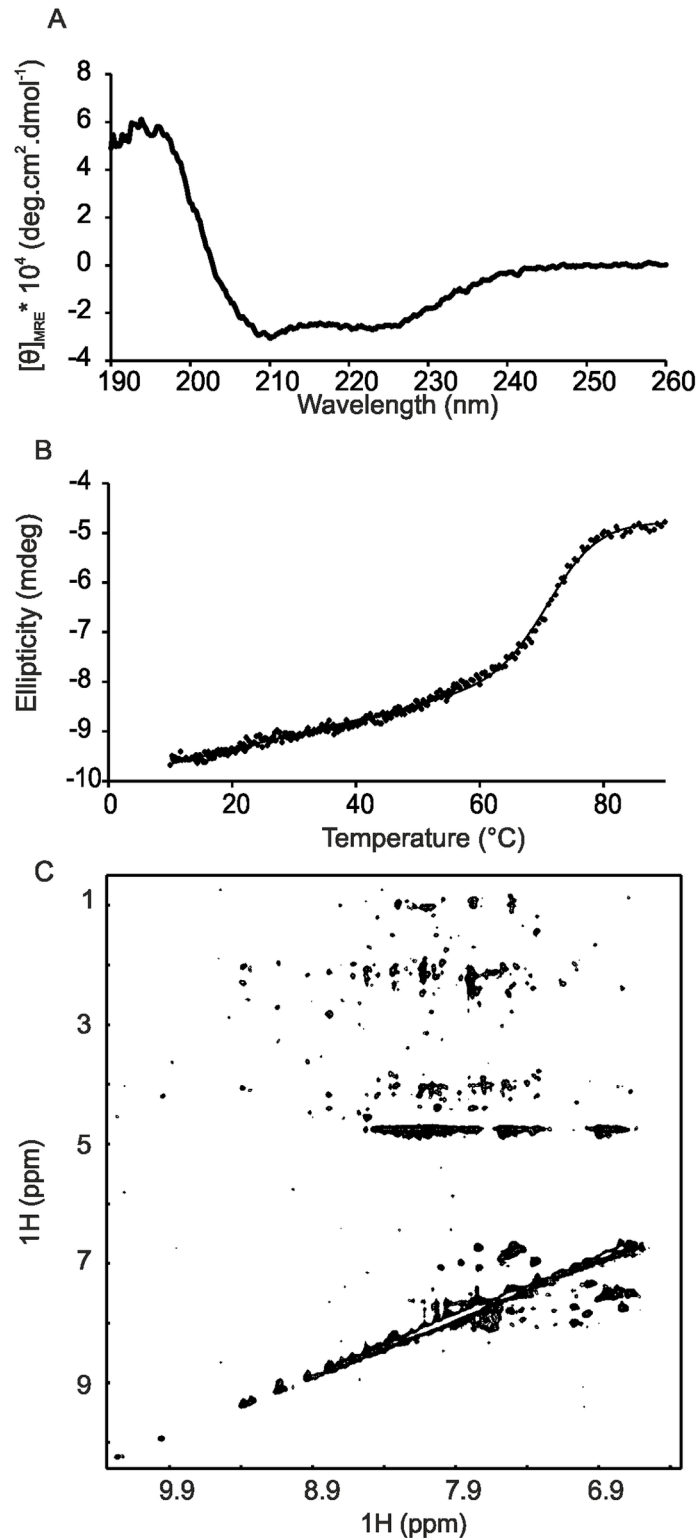 A
[θ]MRE * 10⁴ (deg.cm².dmol⁻¹)
8
6
4
2
0
-2
-4
190 200 210 220 230 240 250 260
Wavelength (nm)
B
Ellipticity (mdeg)
-4
-5
-6
-7
-8
-9
-10
0 20 40 60 80
Temperature (°C)
C
1H (ppm)
1
3
5
7
9
9.9 8.9 7.9 6.9
1H (ppm)